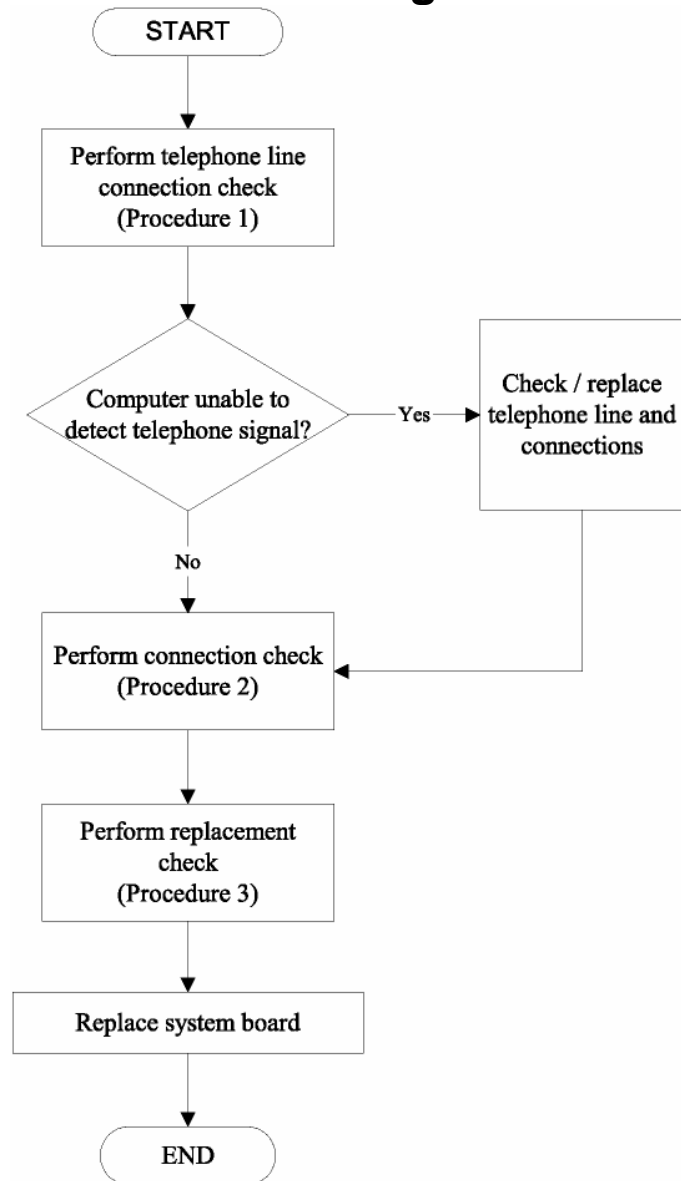 START
Perform telephone line
connection check
(Procedure 1)
Computer unable to
detect telephone signal?
Yes
Check / replace
telephone line and
connections
No
Perform connection check
(Procedure 2)
Perform replacement
check
(Procedure 3)
Replace system board
END